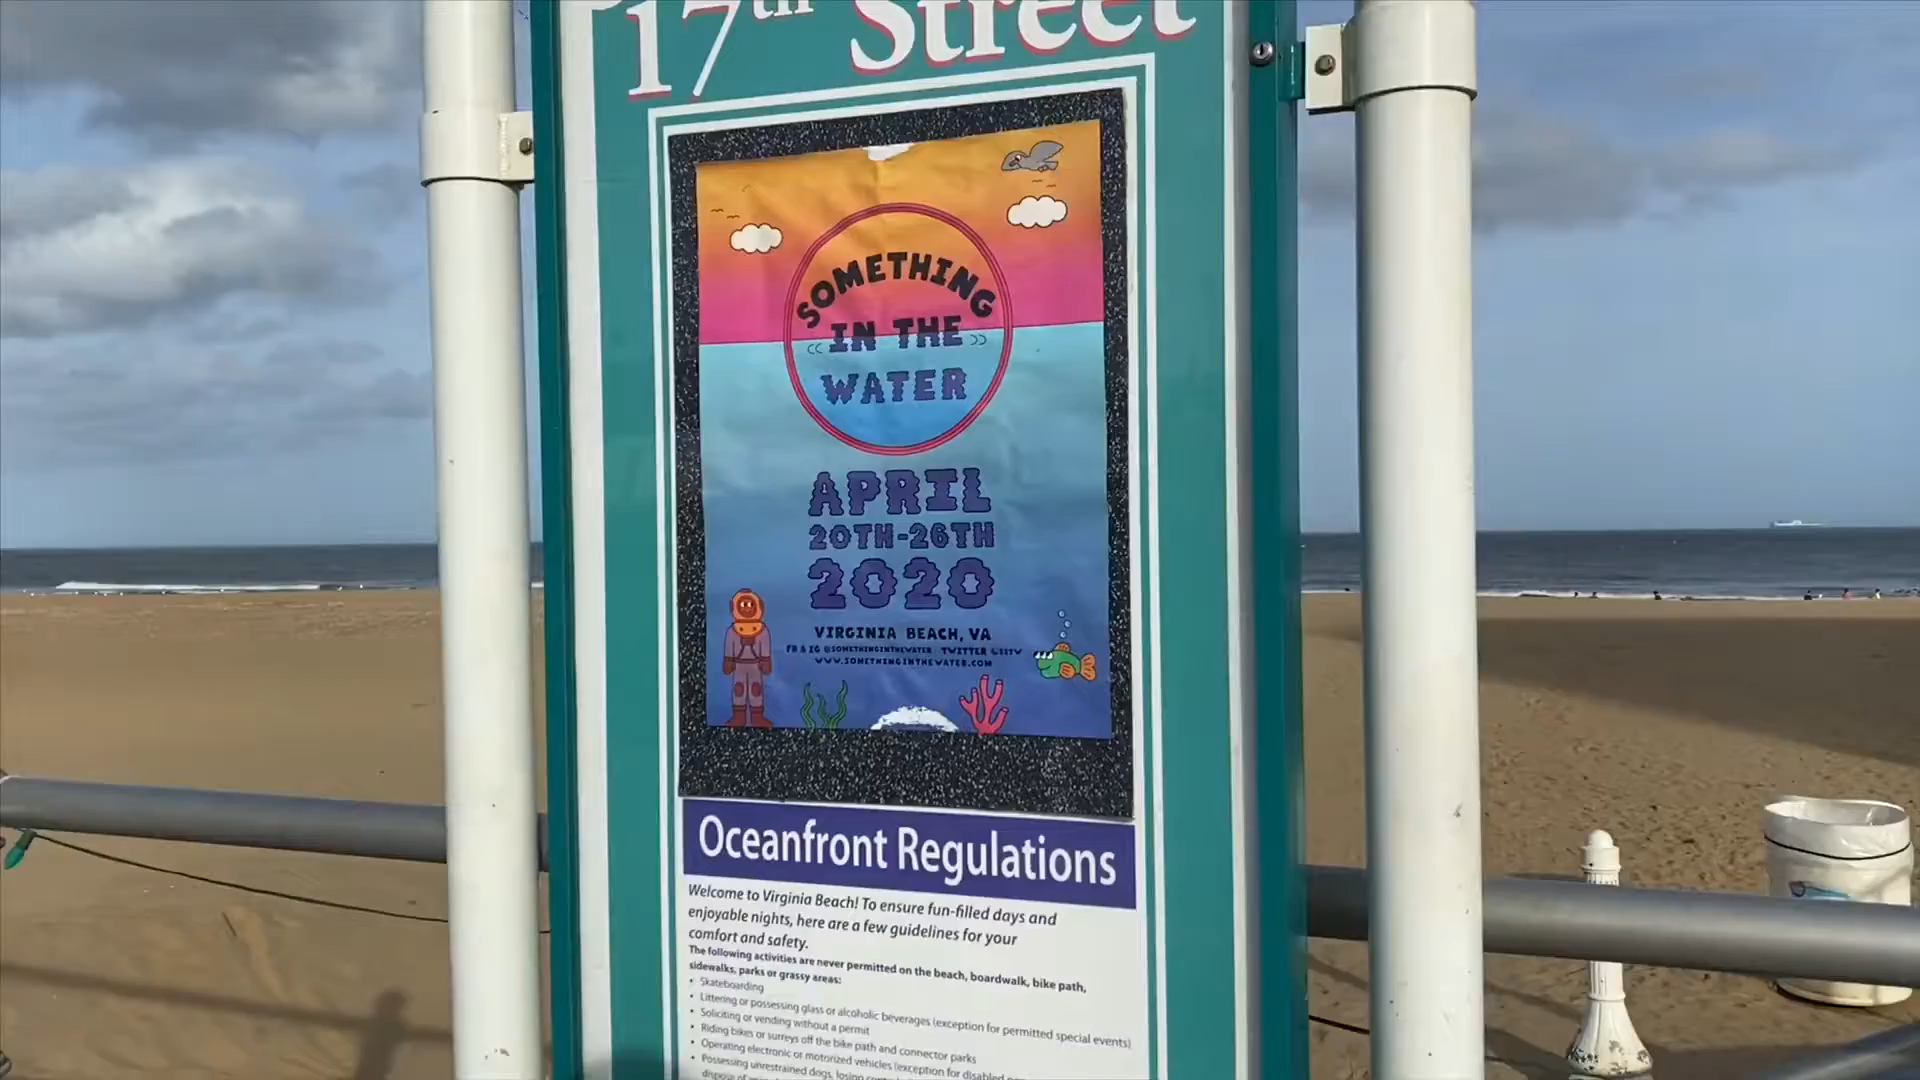 17th Street
SOMETHING
IN THE
WATER
APRIL
20TH-26TH
2020
VIRGINIA BEACH, VA
FB & IG @SOMETHINGINTHEWATER TWITTER @SITW
WWW.SOMETHINGINTHEWATER.COM
Oceanfront Regulations
Welcome to Virginia Beach! To ensure fun-filled days and
enjoyable nights, here are a few guidelines for your
comfort and safety.
The following activities are never permitted on the beach, boardwalk, bike path,
sidewalks, parks or grassy areas:
• Skateboarding
• Littering or possessing glass or alcoholic beverages (exception for permitted special events)
• Soliciting or vending without a permit
• Riding bikes or surreys off the bike path and connector parks
• Operating electronic or motorized vehicles (exception for disabled
• Possessing unrestrained dogs,